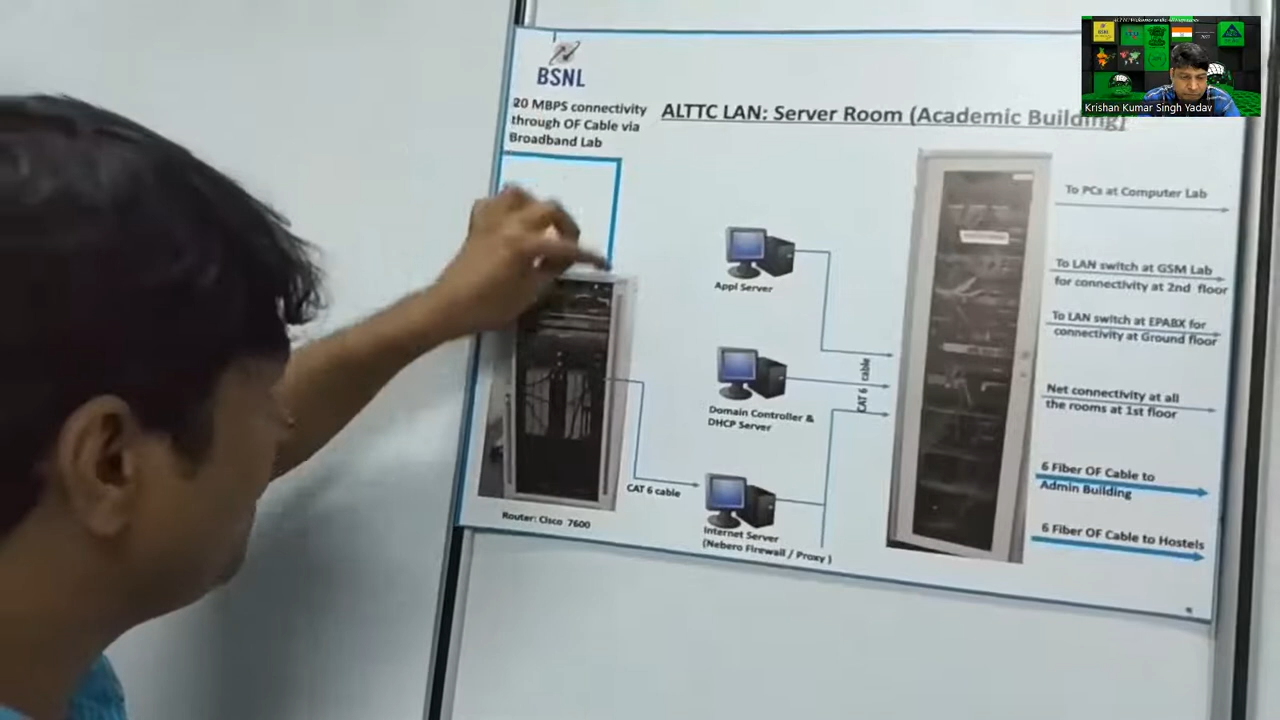 BSNL
20 MBPS connectivity
through OF Cable via
Broadband Lab
ALTTC LAN: Server Room (Academic Building)
To PCs at Computer Lab
Appl Server
To LAN switch at GSM Lab
for connectivity at 2nd floor
To LAN switch at EPABX for
connectivity at Ground floor
CAT 6 cable
Domain Controller &
DHCP Server
Net connectivity at all
the rooms at 1st floor
CAT 6 cable
Router: Cisco 7600
Internet Server
(Nebero Firewall / Proxy)
6 Fiber OF Cable to
Admin Building
6 Fiber OF Cable to Hostels
Krishan Kumar Singh Yadav